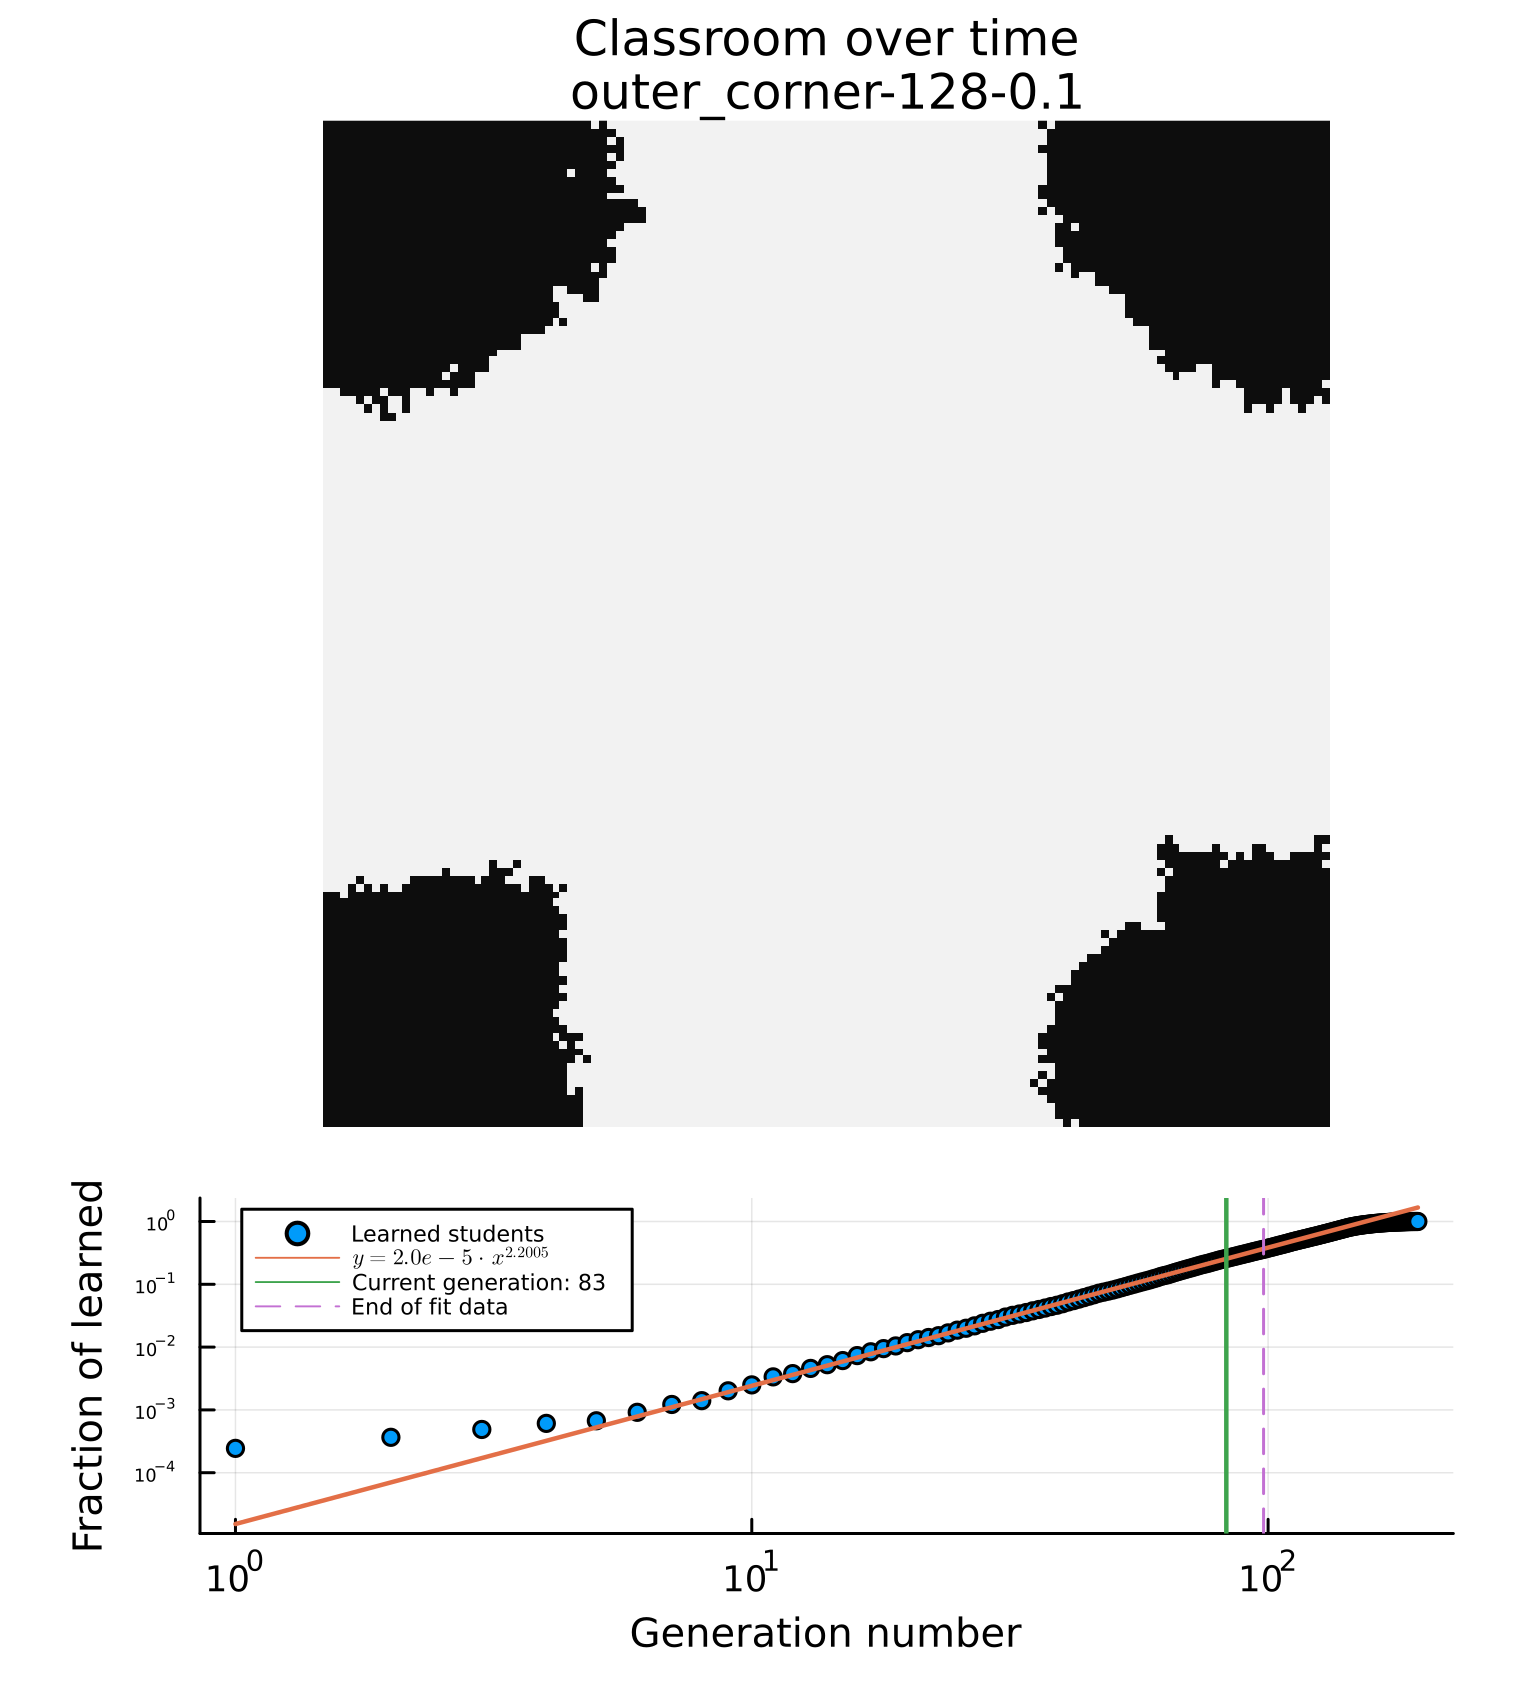 Classroom over time
outer_corner-128-0.1
Fraction of learned
10^0
10^-1
10^-2
10^-3
10^-4
Learned students
y = 2.0e − 5 · x^2.2005
Current generation: 83
End of fit data
10^0 10^1 10^2
Generation number